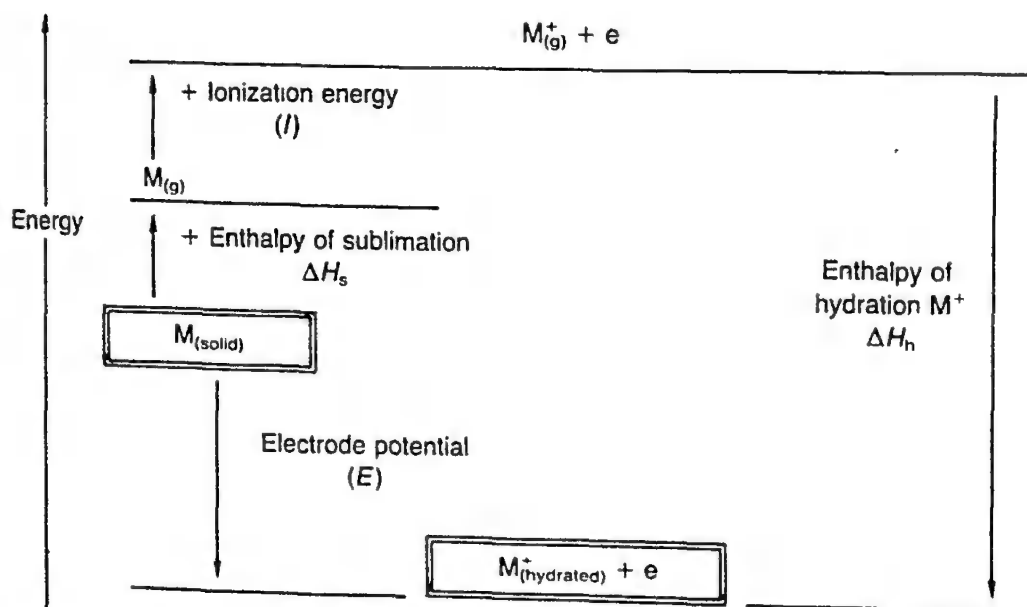 M⁺(g) + e
+ Ionization energy
(I)
M(g)
Energy
+ Enthalpy of sublimation
ΔHs
M(solid)
Enthalpy of
hydration M⁺
ΔHh
Electrode potential
(E)
M⁺(hydrated) + e